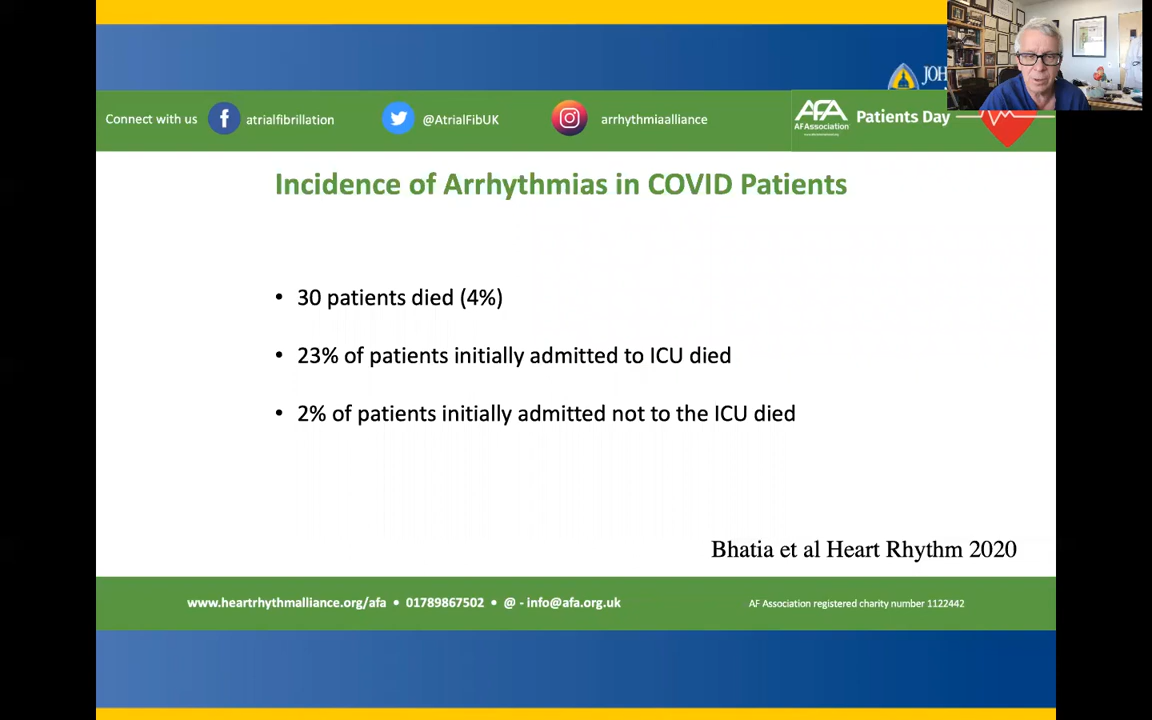 JOH
Connect with us
atrialfibrillation
@AtrialFibUK
arrhythmiaalliance
AFA
AFAssociation
Patients Day
Incidence of Arrhythmias in COVID Patients
• 30 patients died (4%)
• 23% of patients initially admitted to ICU died
• 2% of patients initially admitted not to the ICU died
Bhatia et al Heart Rhythm 2020
www.heartrhythmalliance.org/afa • 01789867502 • @ - info@afa.org.uk
AF Association registered charity number 1122442